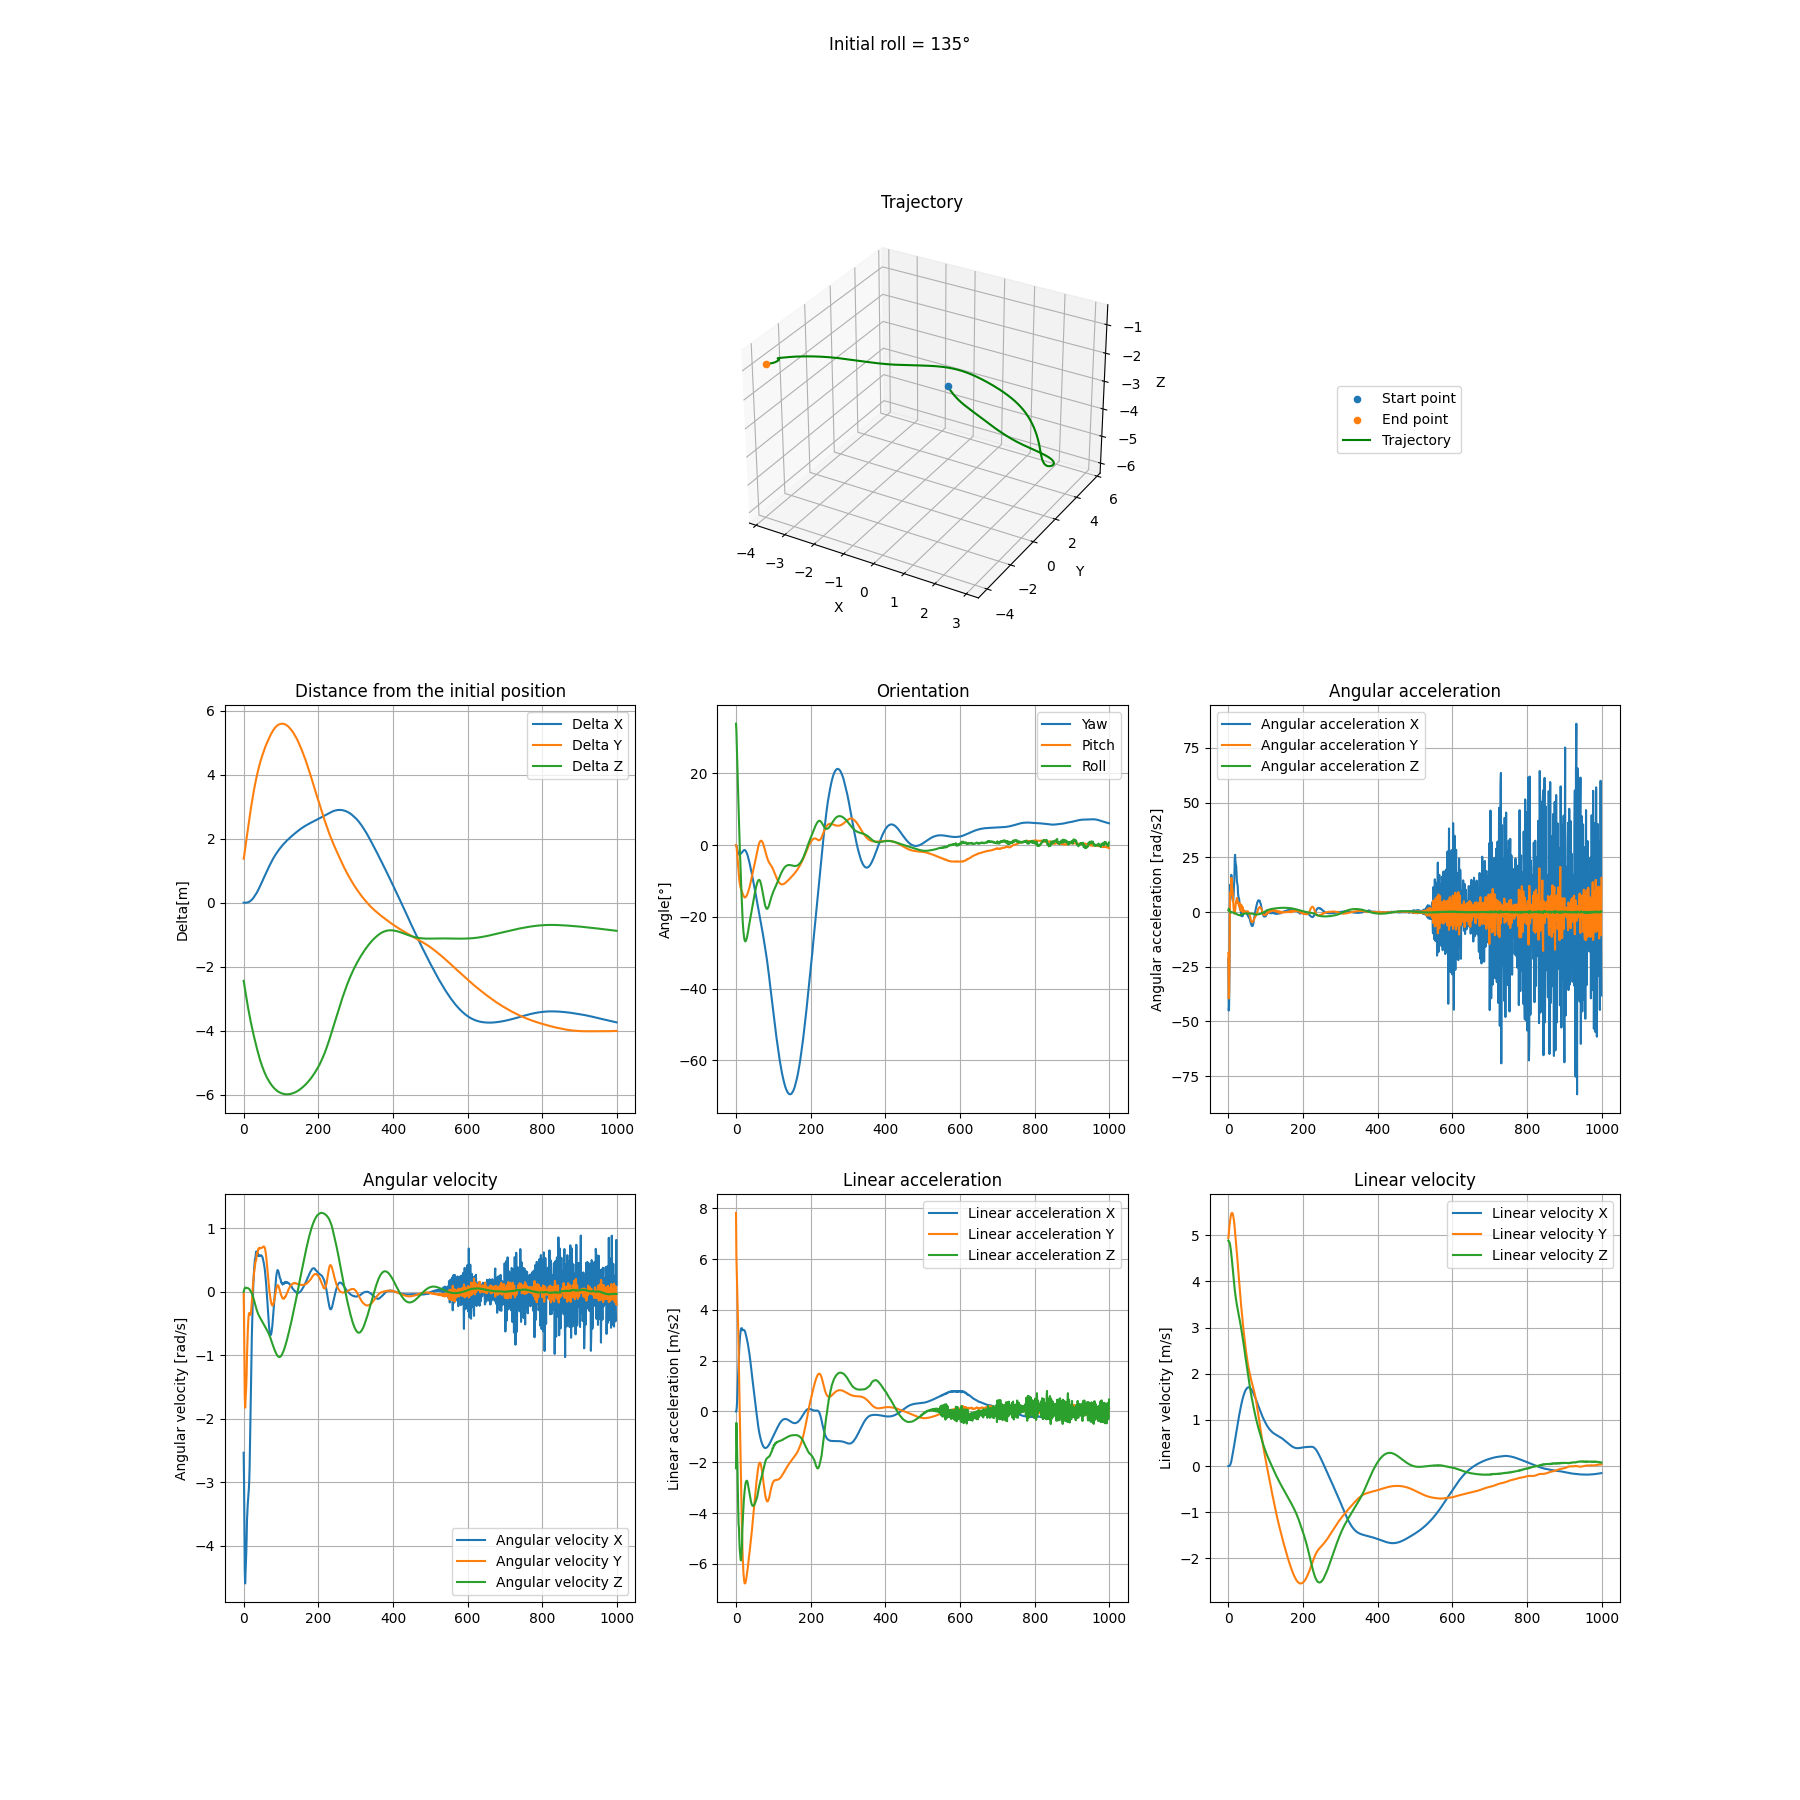 Initial roll = 135°
Trajectory
−1
−2
−3
−4
−5
−6
Z
6
4
2
0
−2
−4
Y
−4
−3
−2
−1
0
1
2
3
X
Start point
End point
Trajectory
Distance from the initial position
Delta[m]
6
4
2
0
−2
−4
−6
0 200 400 600 800 1000
Delta X
Delta Y
Delta Z
Orientation
Angle[°]
20
0
−20
−40
−60
0 200 400 600 800 1000
Yaw
Pitch
Roll
Angular acceleration
Angular acceleration [rad/s2]
75
50
25
0
−25
−50
−75
0 200 400 600 800 1000
Angular acceleration X
Angular acceleration Y
Angular acceleration Z
Angular velocity
Angular velocity [rad/s]
1
0
−1
−2
−3
−4
0 200 400 600 800 1000
Angular velocity X
Angular velocity Y
Angular velocity Z
Linear acceleration
Linear acceleration [m/s2]
8
6
4
2
0
−2
−4
−6
0 200 400 600 800 1000
Linear acceleration X
Linear acceleration Y
Linear acceleration Z
Linear velocity
Linear velocity [m/s]
5
4
3
2
1
0
−1
−2
0 200 400 600 800 1000
Linear velocity X
Linear velocity Y
Linear velocity Z